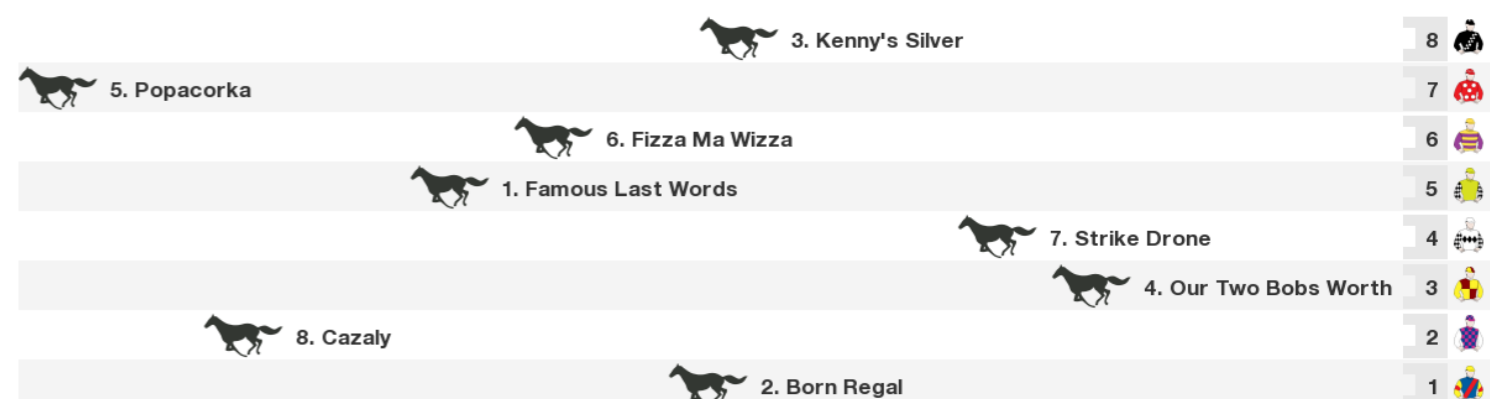 3. Kenny's Silver 8
5. Popacorka 7
6. Fizza Ma Wizza 6
1. Famous Last Words 5
7. Strike Drone 4
4. Our Two Bobs Worth 3
8. Cazaly 2
2. Born Regal 1